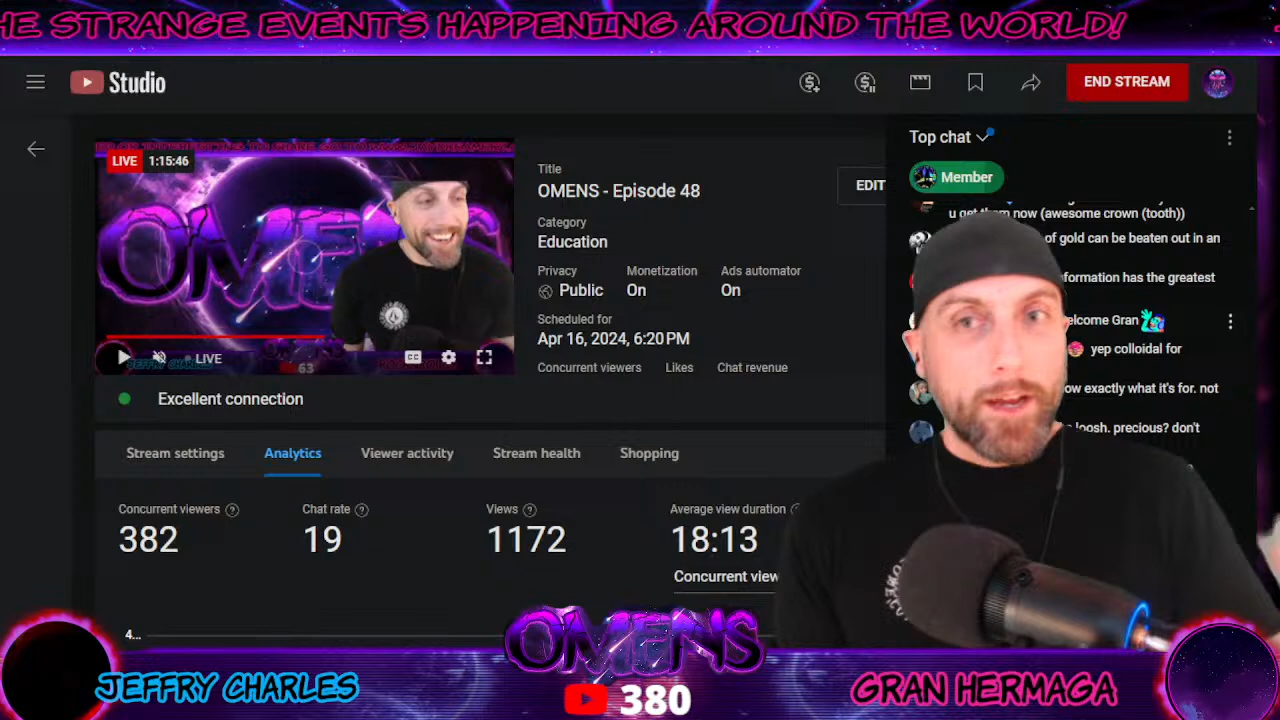 HE STRANGE EVENTS HAPPENING AROUND THE WORLD!
Studio
END STREAM
LIVE 1:15:46
OMENS
LIVE
63
Title
OMENS - Episode 48
EDIT
Category
Education
Privacy Monetization Ads automator
Public On On
Scheduled for
Apr 16, 2024, 6:20 PM
Concurrent viewers Likes Chat revenue
Excellent connection
Stream settings Analytics Viewer activity Stream health Shopping
Concurrent viewers Chat rate Views Average view duration
382 19 1172 18:13
Concurrent view
4...
Top chat
Member
u get them now (awesome crown (tooth))
of gold can be beaten out in an
formation has the greatest
elcome Gran
yep colloidal for
ow exactly what it's for. not
loosh. precious? don't
OMENS
JEFFRY CHARLES
380
GRAN HERMAGA